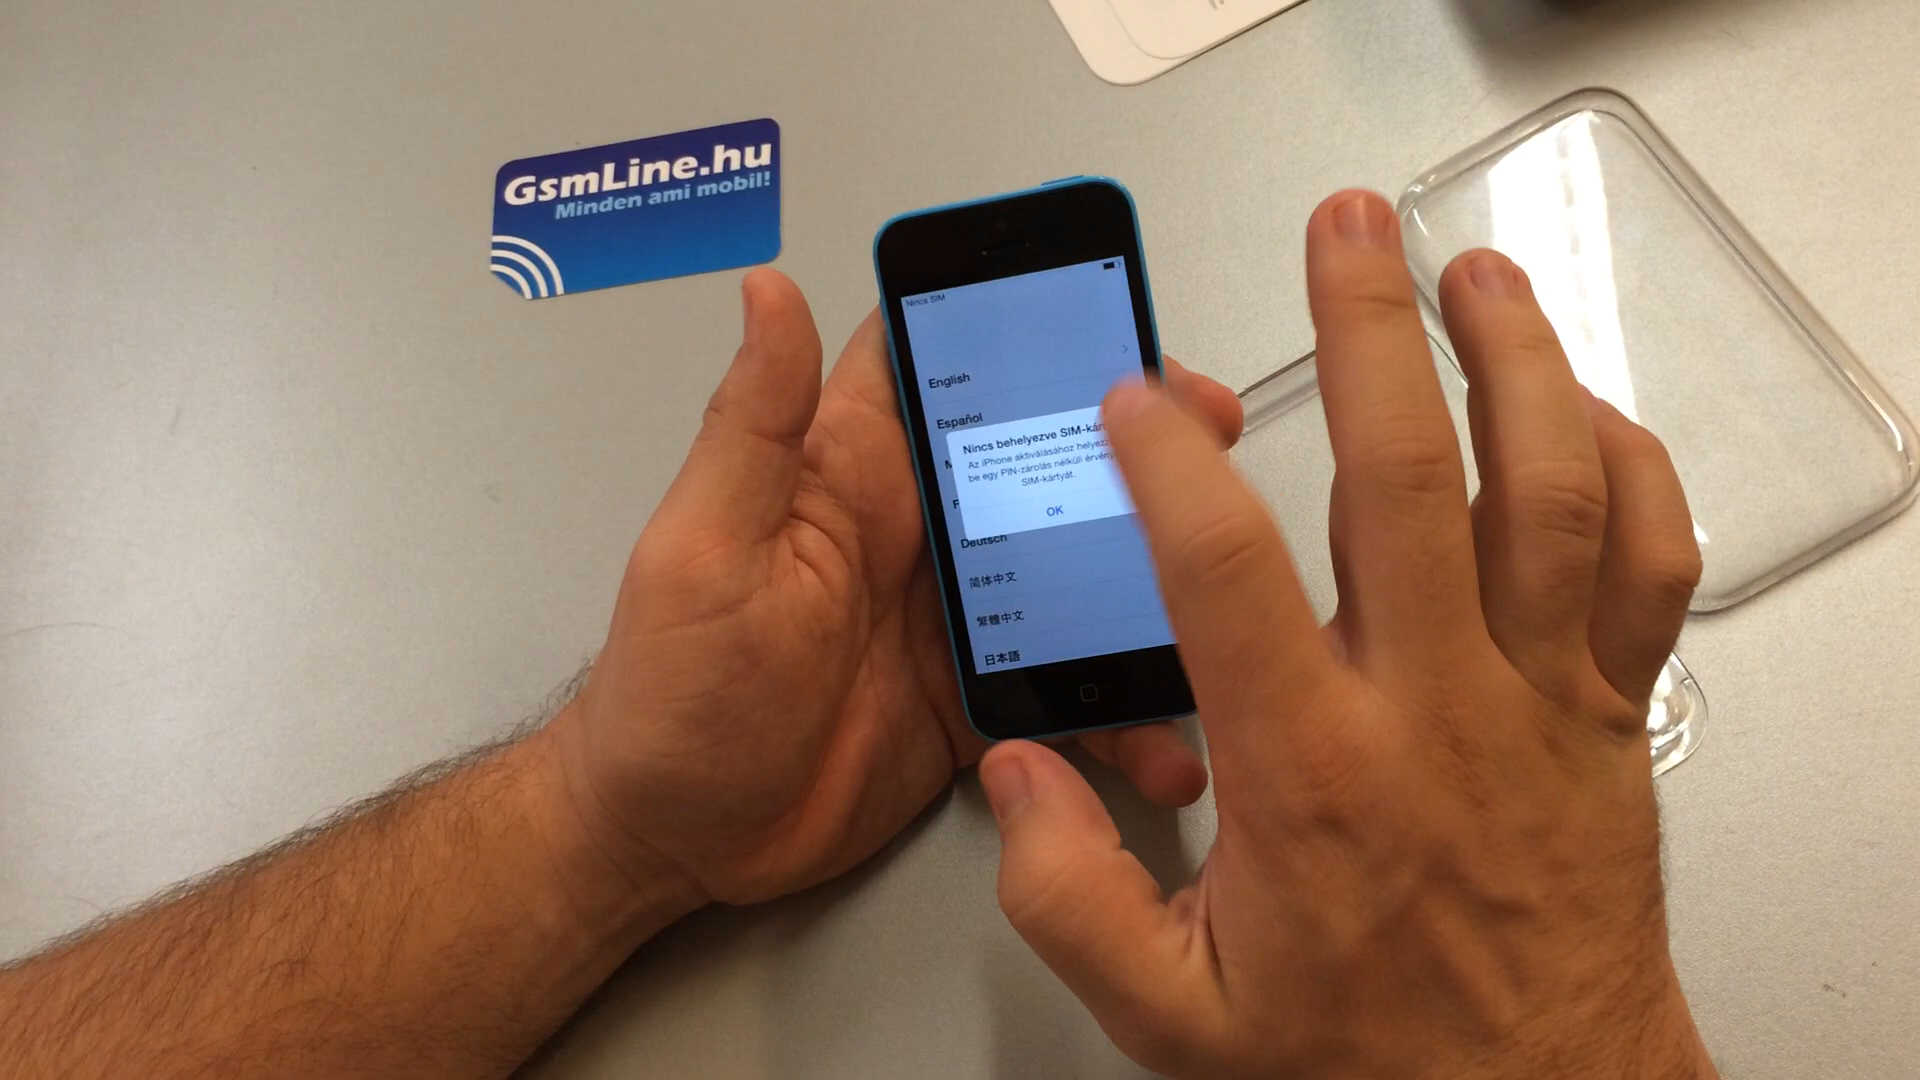 GsmLine.hu
Minden ami mobil!
Nincs SIM
English
Español
Nincs behelyezve SIM-kár
Az iPhone aktiválásához helyezz
be egy PIN-zárolás nélküli érvény
SIM-kártyát.
OK
Deutsch
简体中文
繁體中文
日本語